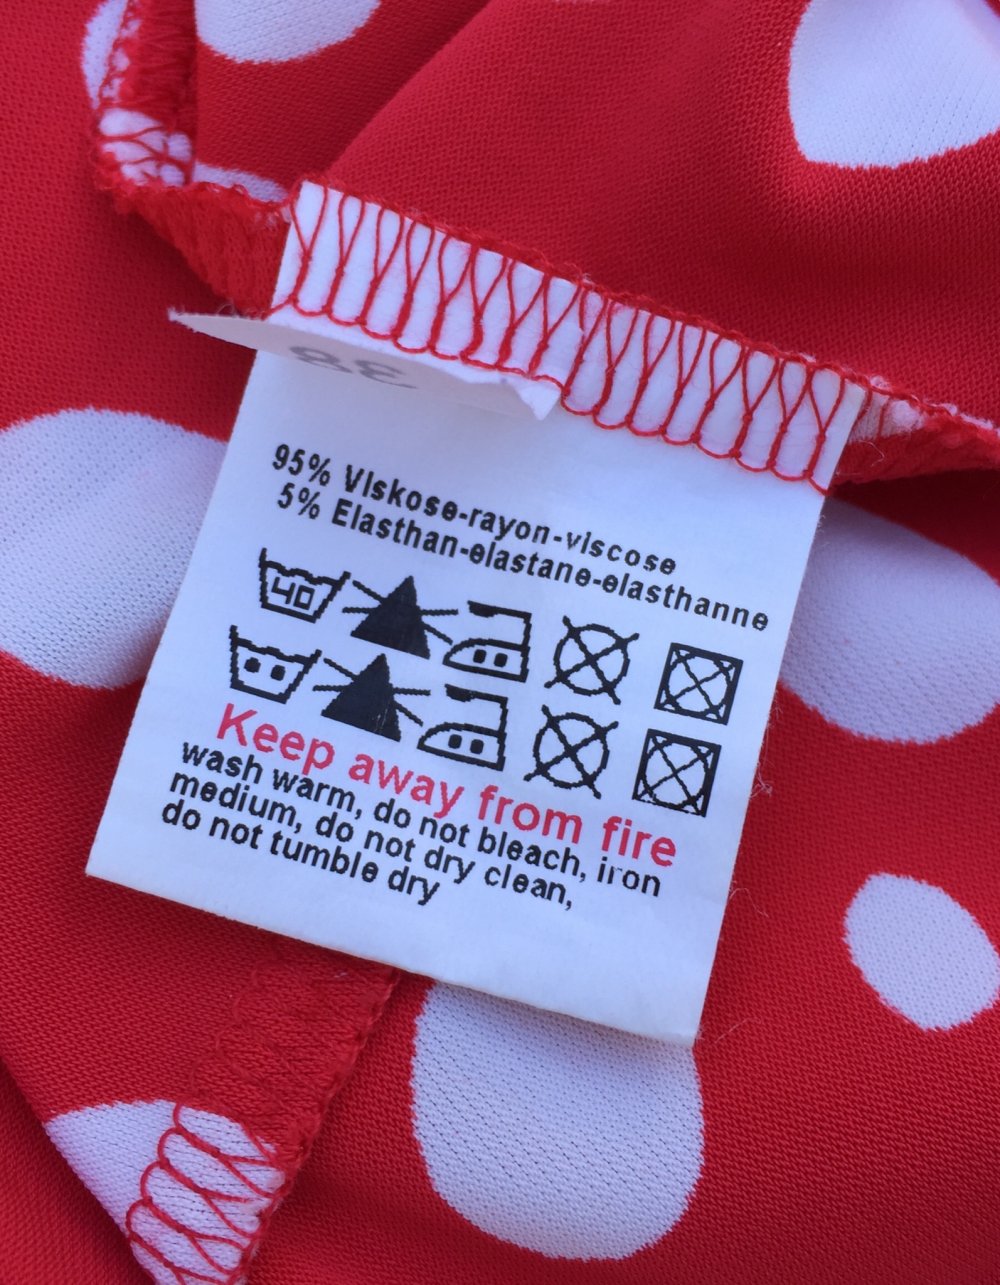 38
95% Viskose-rayon-viscose
5% Elasthan-elastane-elasthanne
40
Keep away from fire
wash warm, do not bleach, iron
medium, do not dry clean,
do not tumble dry